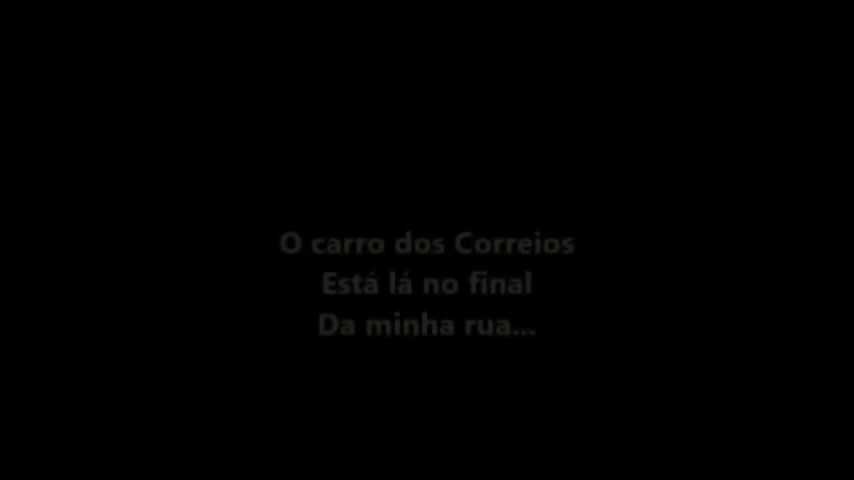 O carro dos Correios
Está lá no final
Da minha rua...